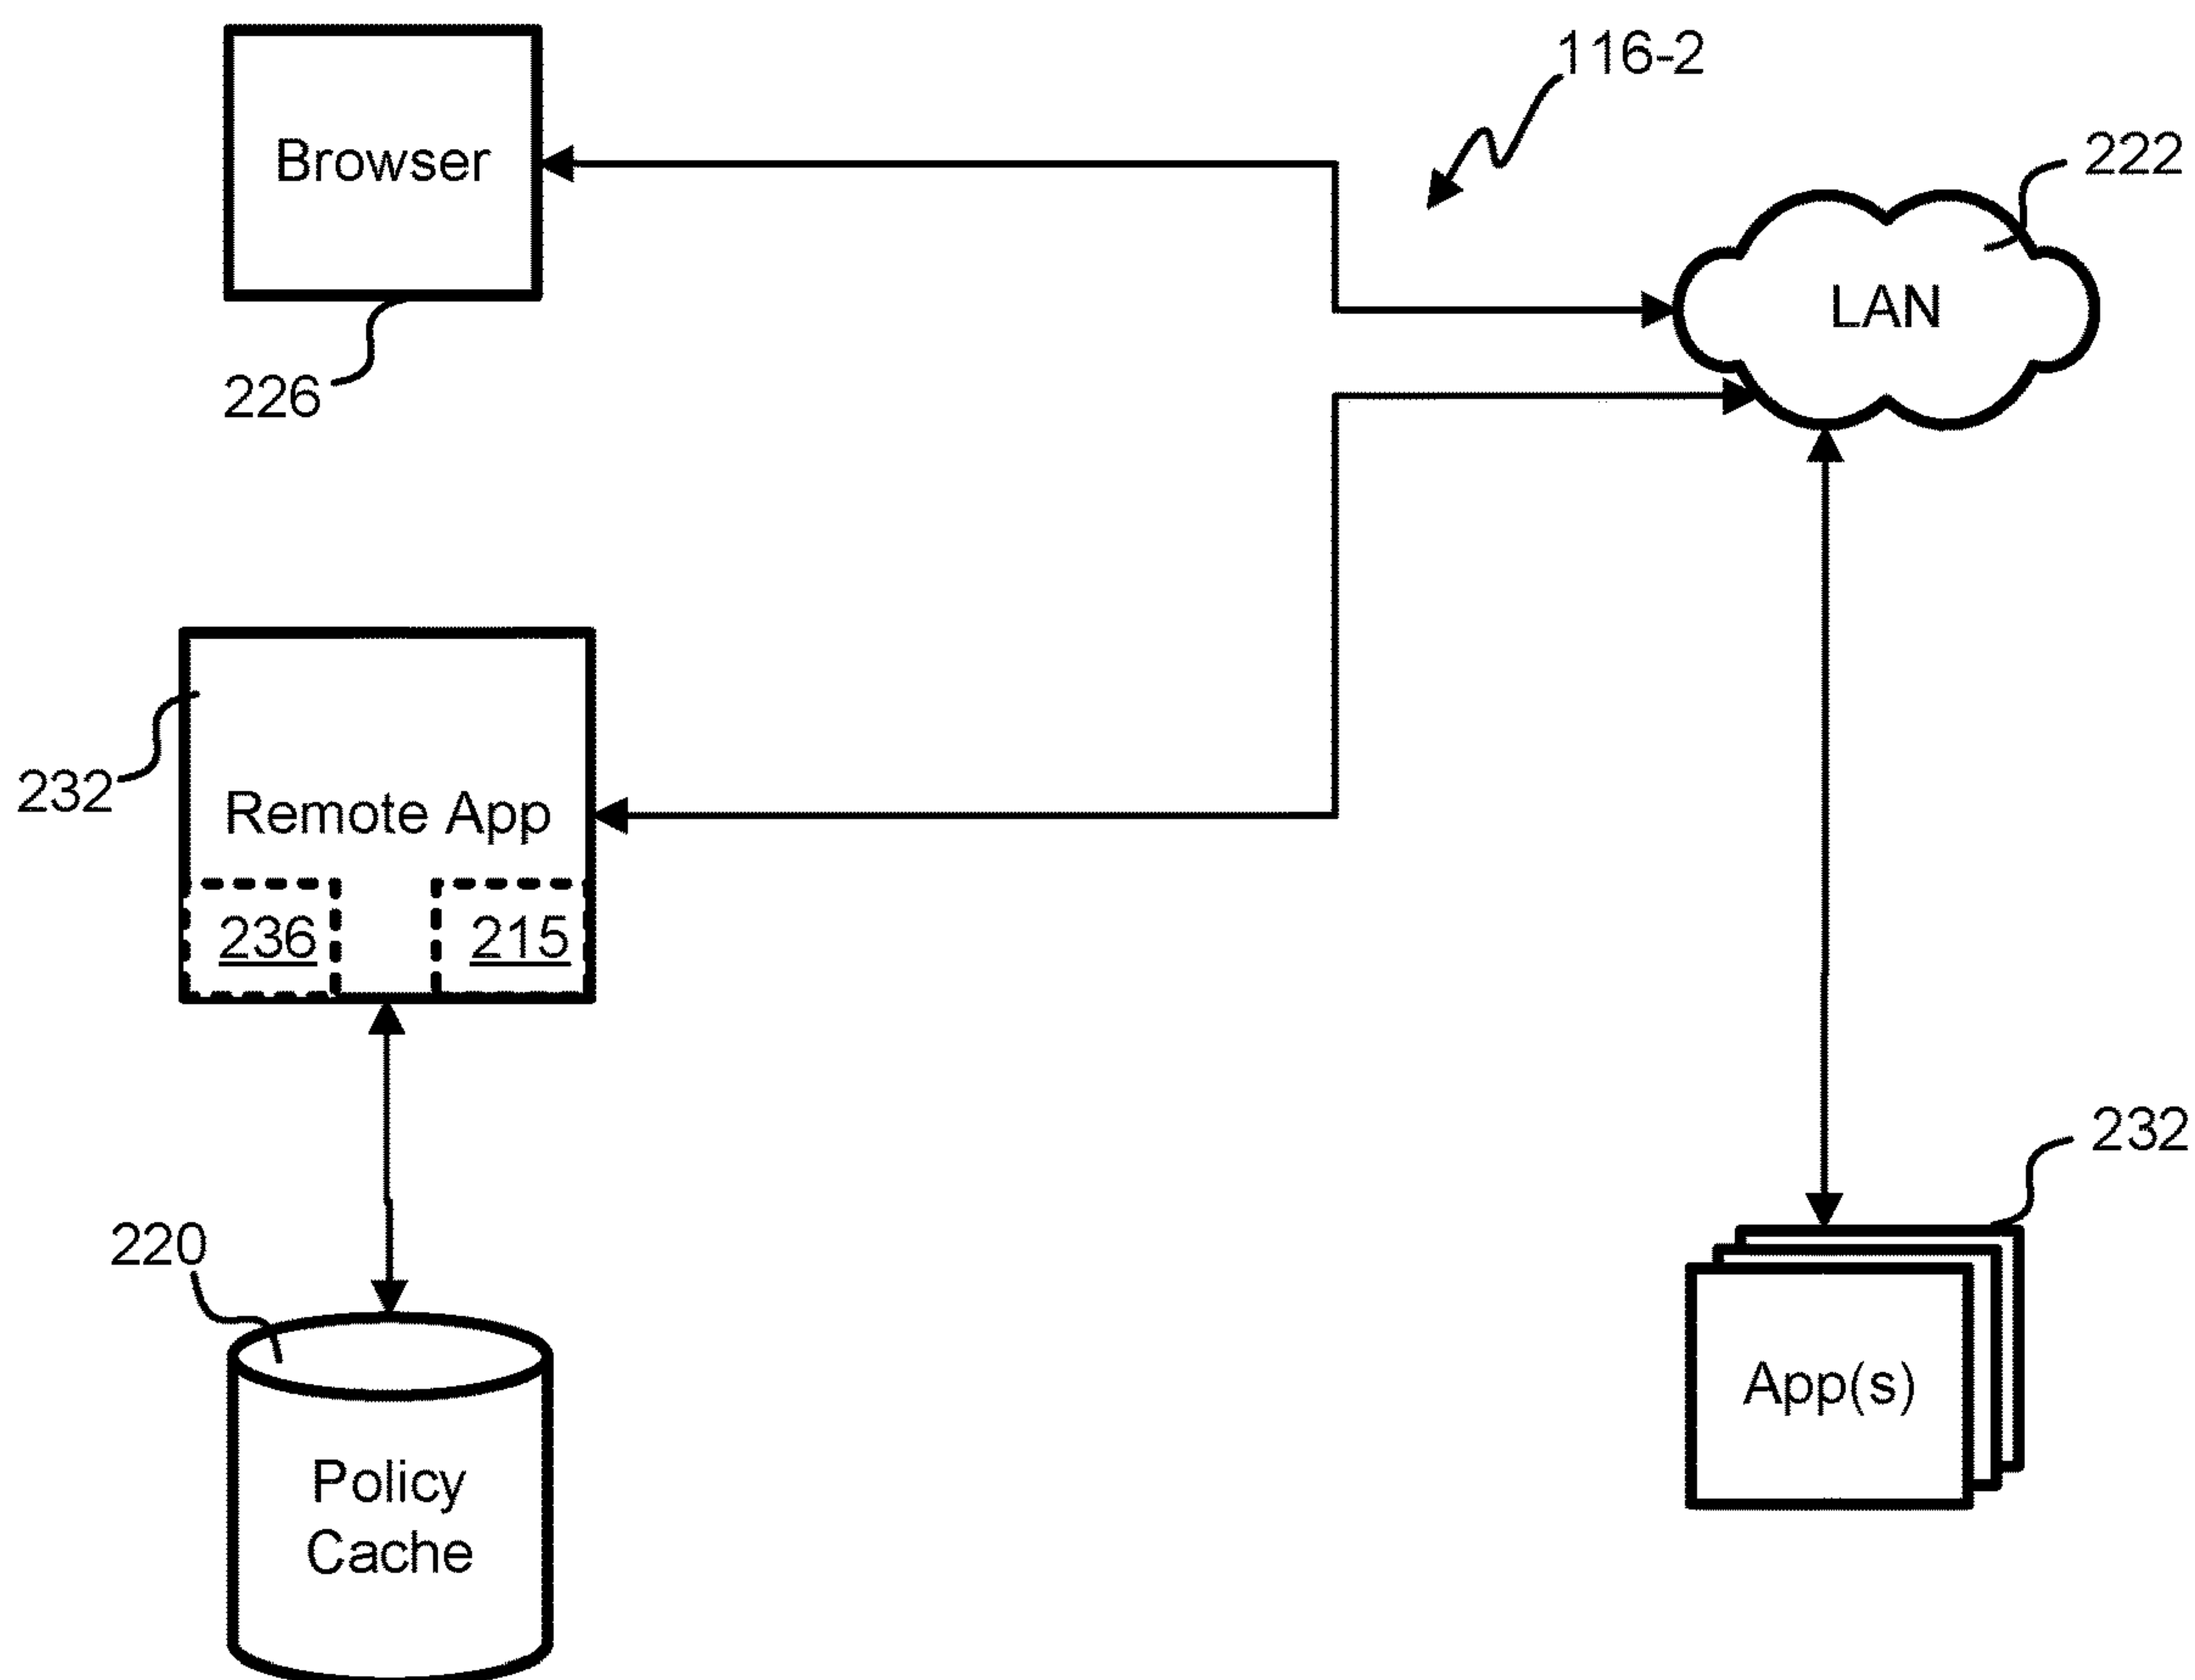 116-2
222
Browser
LAN
226
232
Remote App
236
215
232
220
App(s)
Policy
Cache